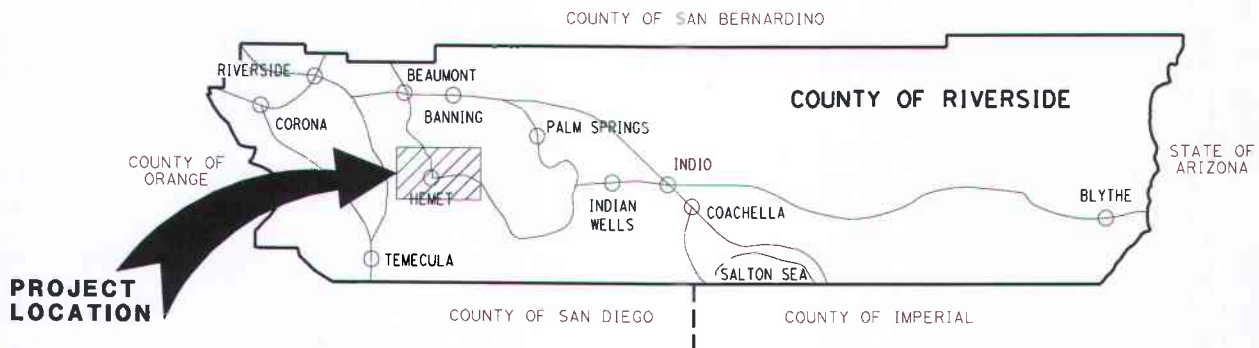 COUNTY OF SAN BERNARDINO
RIVERSIDE
BEAUMONT
COUNTY OF RIVERSIDE
CORONA
BANNING
PALM SPRINGS
COUNTY OF
ORANGE
INDIO
STATE OF
ARIZONA
HEMET
INDIAN
WELLS
COACHELLA
BLYTHE
TEMECULA
SALTON SEA
PROJECT
LOCATION
COUNTY OF SAN DIEGO
COUNTY OF IMPERIAL